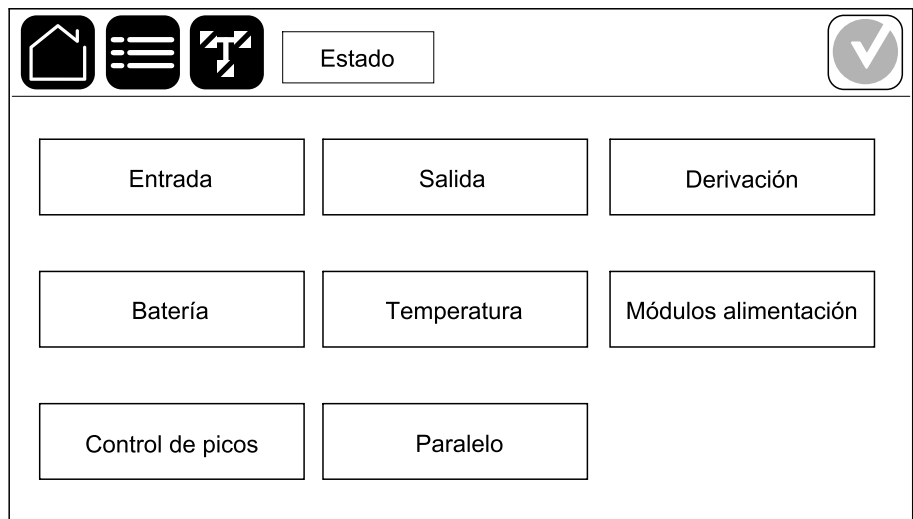 Estado
Entrada
Salida
Derivación
Batería
Temperatura
Módulos alimentación
Control de picos
Paralelo